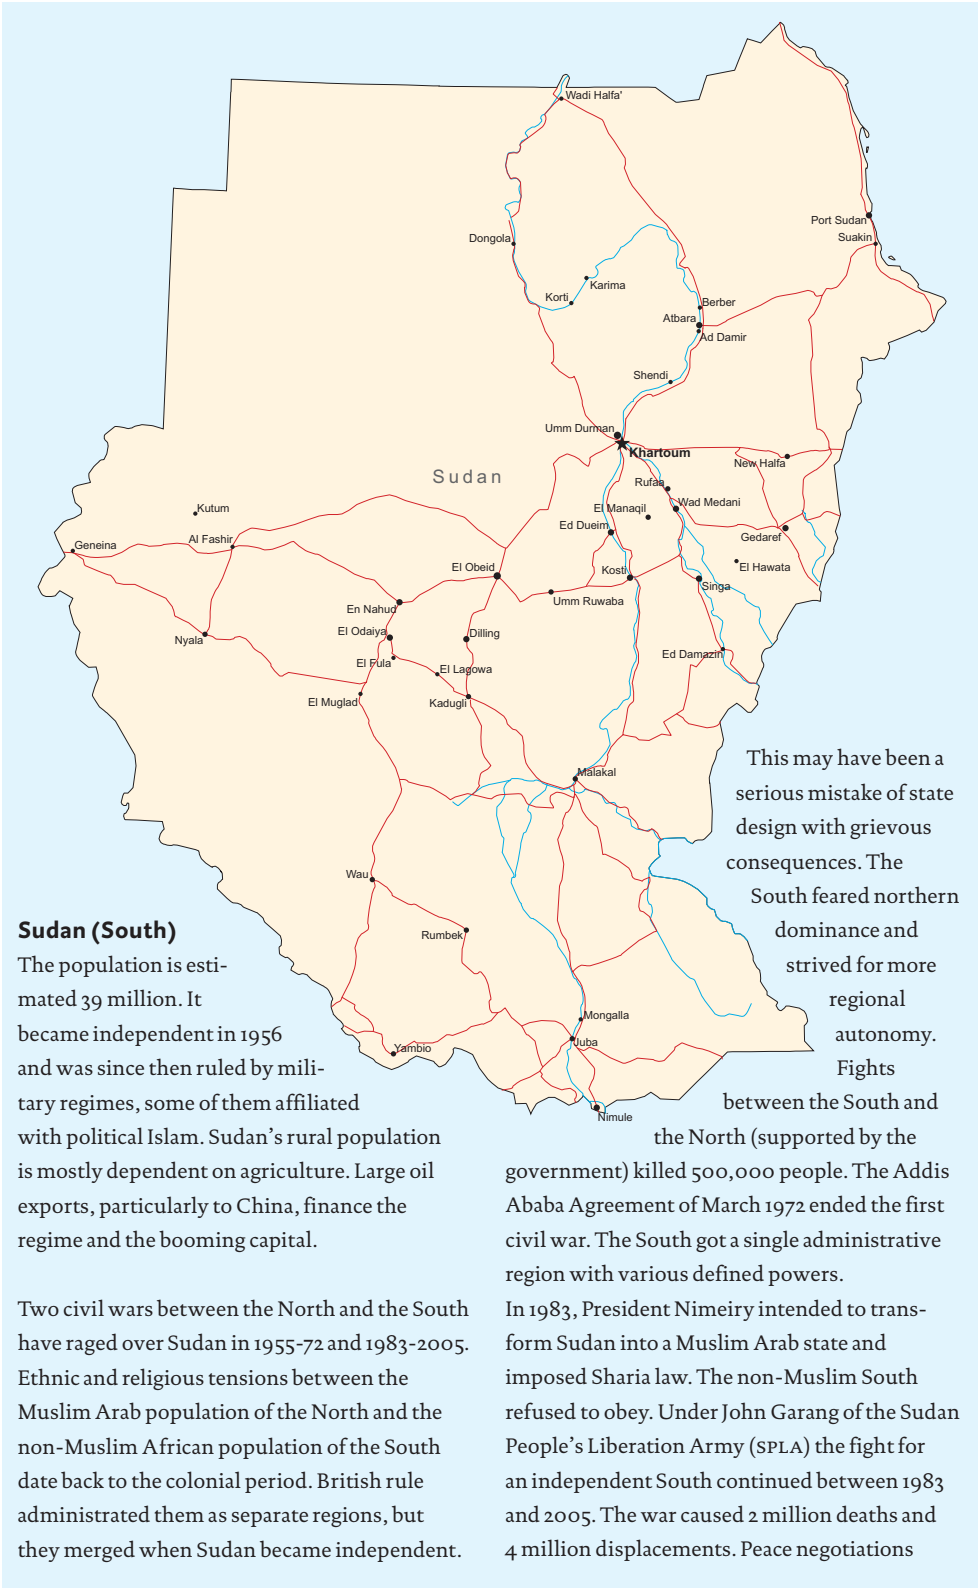 Wadi Halfa'
Port Sudan
Suakin
Dongola
Karima
Korti
Berber
Atbara
Ad Damir
Shendi
Umm Durman
Khartoum
New Halfa
Sudan
Rufaa
Wad Medani
El Manaqil
Kutum
Ed Dueim
Gedaref
Al Fashir
Geneina
El Hawata
El Obeid
Kosti
Singa
Umm Ruwaba
En Nahud
El Odaiya
Dilling
Nyala
Ed Damazin
El Fula
El Lagowa
El Muglad
Kadugli
Malakal
Wau
Rumbek
Mongalla
Juba
Yambio
Nimule
Sudan (South)
The population is esti-
mated 39 million. It
became independent in 1956
and was since then ruled by mili-
tary regimes, some of them affiliated
with political Islam. Sudan's rural population
is mostly dependent on agriculture. Large oil
exports, particularly to China, finance the
regime and the booming capital.
Two civil wars between the North and the South
have raged over Sudan in 1955-72 and 1983-2005.
Ethnic and religious tensions between the
Muslim Arab population of the North and the
non-Muslim African population of the South
date back to the colonial period. British rule
administrated them as separate regions, but
they merged when Sudan became independent.
This may have been a
serious mistake of state
design with grievous
consequences. The
South feared northern
dominance and
strived for more
regional
autonomy.
Fights
between the South and
the North (supported by the
government) killed 500,000 people. The Addis
Ababa Agreement of March 1972 ended the first
civil war. The South got a single administrative
region with various defined powers.
In 1983, President Nimeiry intended to trans-
form Sudan into a Muslim Arab state and
imposed Sharia law. The non-Muslim South
refused to obey. Under John Garang of the Sudan
People's Liberation Army (SPLA) the fight for
an independent South continued between 1983
and 2005. The war caused 2 million deaths and
4 million displacements. Peace negotiations